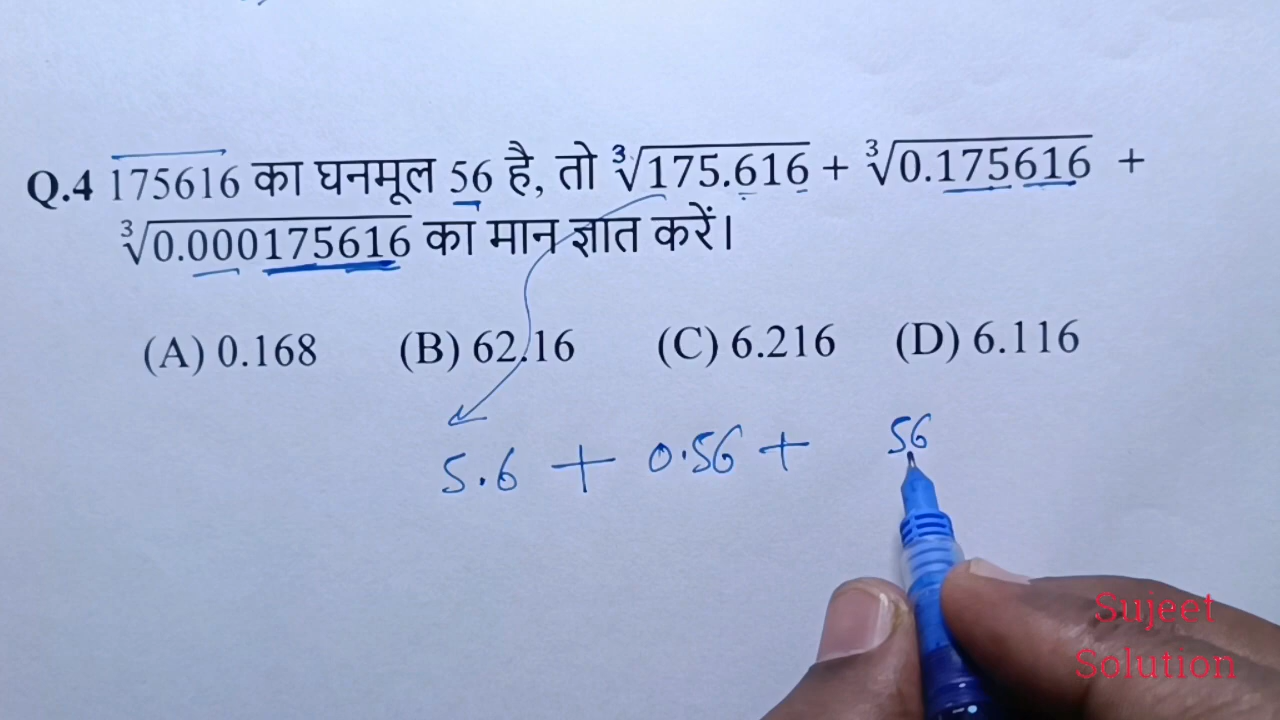 Q.4 175616 का घनमूल 56 है, तो ∛175.616 + ∛0.175616 +
∛0.000175616 का मान ज्ञात करें।
(A) 0.168 (B) 62.16 (C) 6.216 (D) 6.116
5.6 + 0.56 + 56
Sujeet
Solution